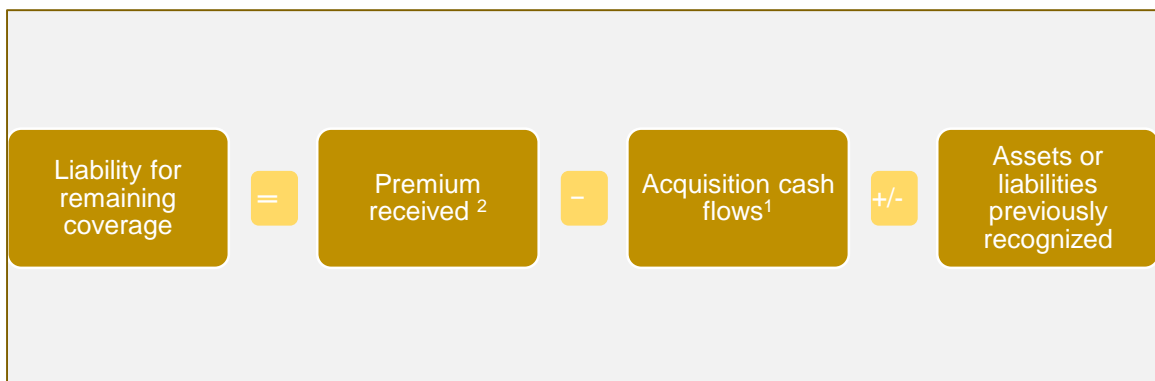 Liability for
remaining
coverage
=
Premium
received ²
−
Acquisition cash
flows¹
+/-
Assets or
liabilities
previously
recognized